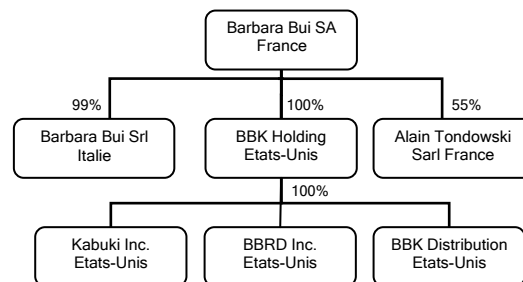 Barbara Bui SA
France
99%
100%
55%
Barbara Bui Srl
Italie
BBK Holding
Etats-Unis
Alain Tondowski
Sarl France
100%
Kabuki Inc.
Etats-Unis
BBRD Inc.
Etats-Unis
BBK Distribution
Etats-Unis